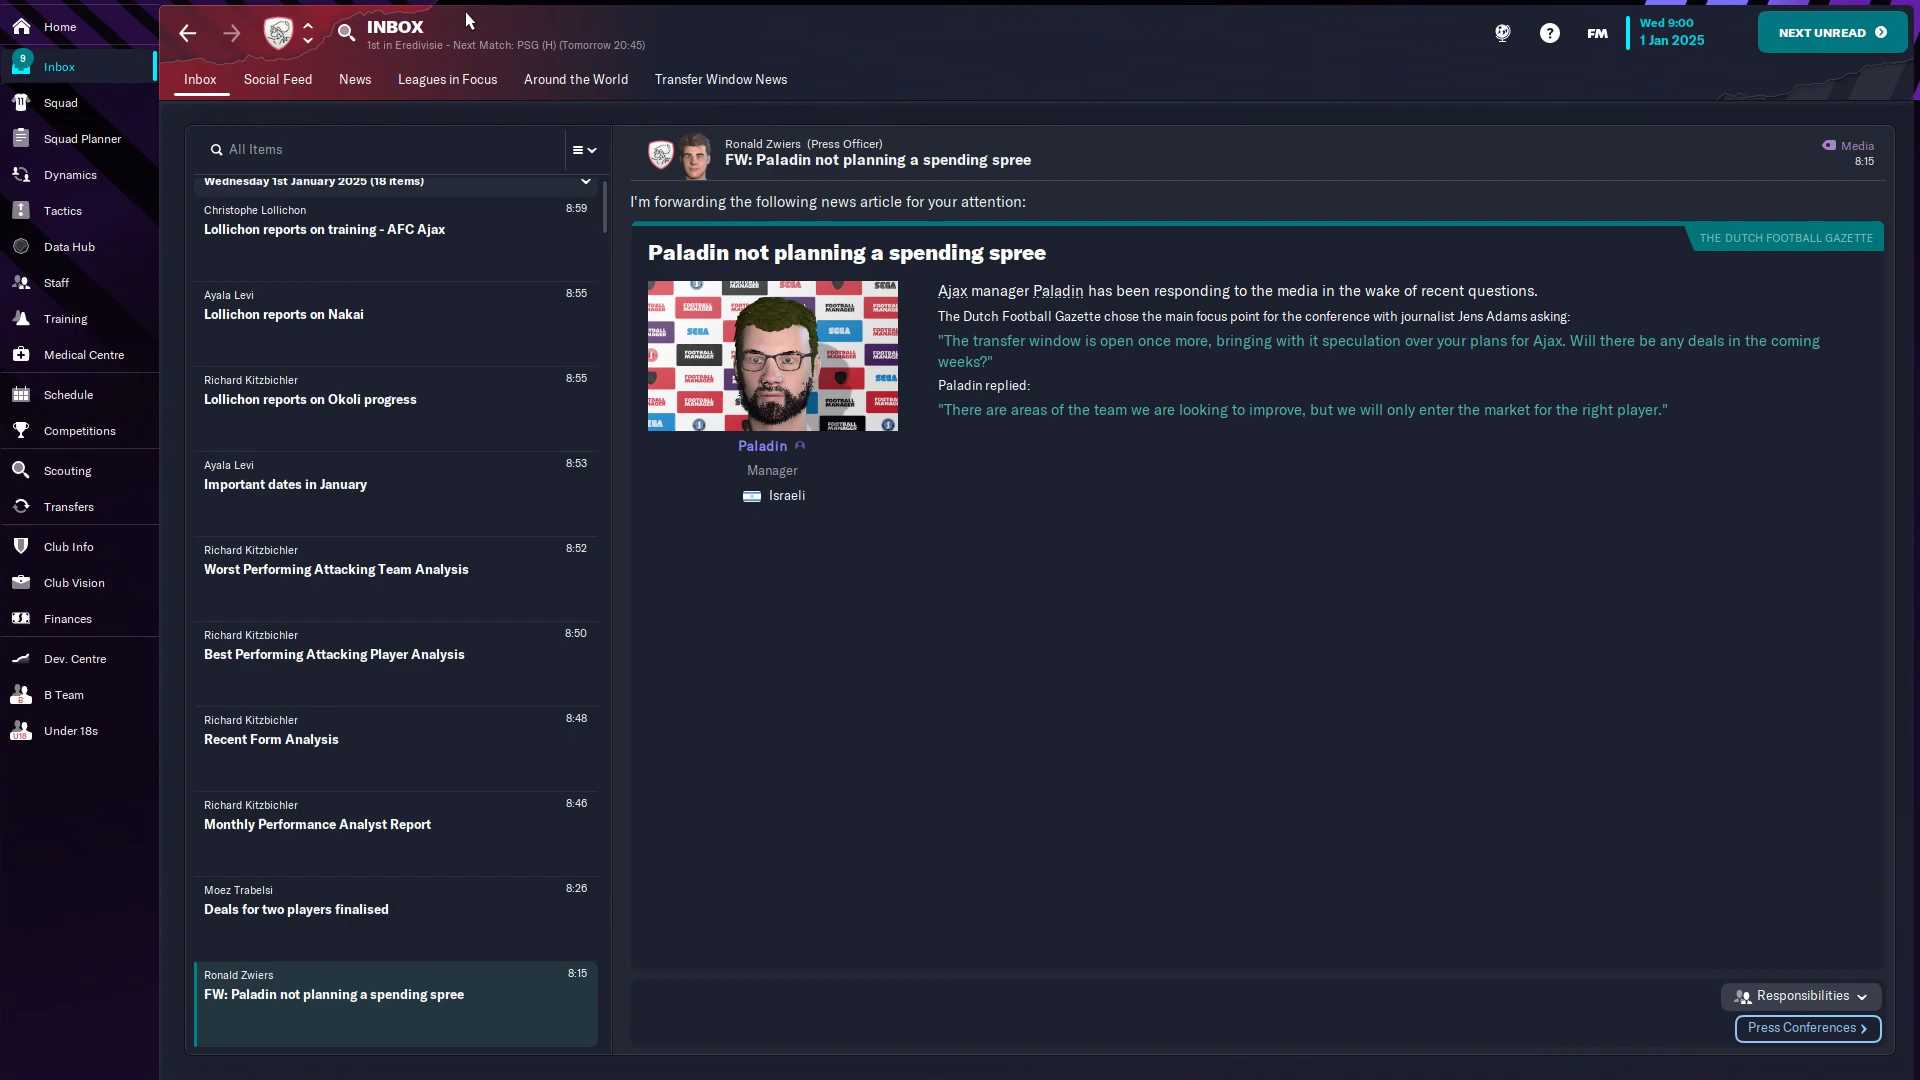 Home
9
Inbox
Squad
Squad Planner
Dynamics
Tactics
Data Hub
Staff
Training
Medical Centre
Schedule
Competitions
Scouting
Transfers
Club Info
Club Vision
Finances
Dev. Centre
B Team
Under 18s
INBOX
1st in Eredivisie - Next Match: PSG (H) (Tomorrow 20:45)
FM
Wed 9:00
1 Jan 2025
NEXT UNREAD
Inbox Social Feed News Leagues in Focus Around the World Transfer Window News
All Items
Wednesday 1st January 2025 (18 items)
Christophe Lollichon 8:59
Lollichon reports on training - AFC Ajax
Ayala Levi 8:55
Lollichon reports on Nakai
Richard Kitzbichler 8:55
Lollichon reports on Okoli progress
Ayala Levi 8:53
Important dates in January
Richard Kitzbichler 8:52
Worst Performing Attacking Team Analysis
Richard Kitzbichler 8:50
Best Performing Attacking Player Analysis
Richard Kitzbichler 8:48
Recent Form Analysis
Richard Kitzbichler 8:46
Monthly Performance Analyst Report
Moez Trabelsi 8:26
Deals for two players finalised
Ronald Zwiers 8:15
FW: Paladin not planning a spending spree
Ronald Zwiers (Press Officer)
FW: Paladin not planning a spending spree
Media
8:15
I'm forwarding the following news article for your attention:
THE DUTCH FOOTBALL GAZETTE
Paladin not planning a spending spree
Ajax manager Paladin has been responding to the media in the wake of recent questions.
The Dutch Football Gazette chose the main focus point for the conference with journalist Jens Adams asking:
"The transfer window is open once more, bringing with it speculation over your plans for Ajax. Will there be any deals in the coming
weeks?"
Paladin replied:
"There are areas of the team we are looking to improve, but we will only enter the market for the right player."
Paladin
Manager
Israeli
Responsibilities
Press Conferences